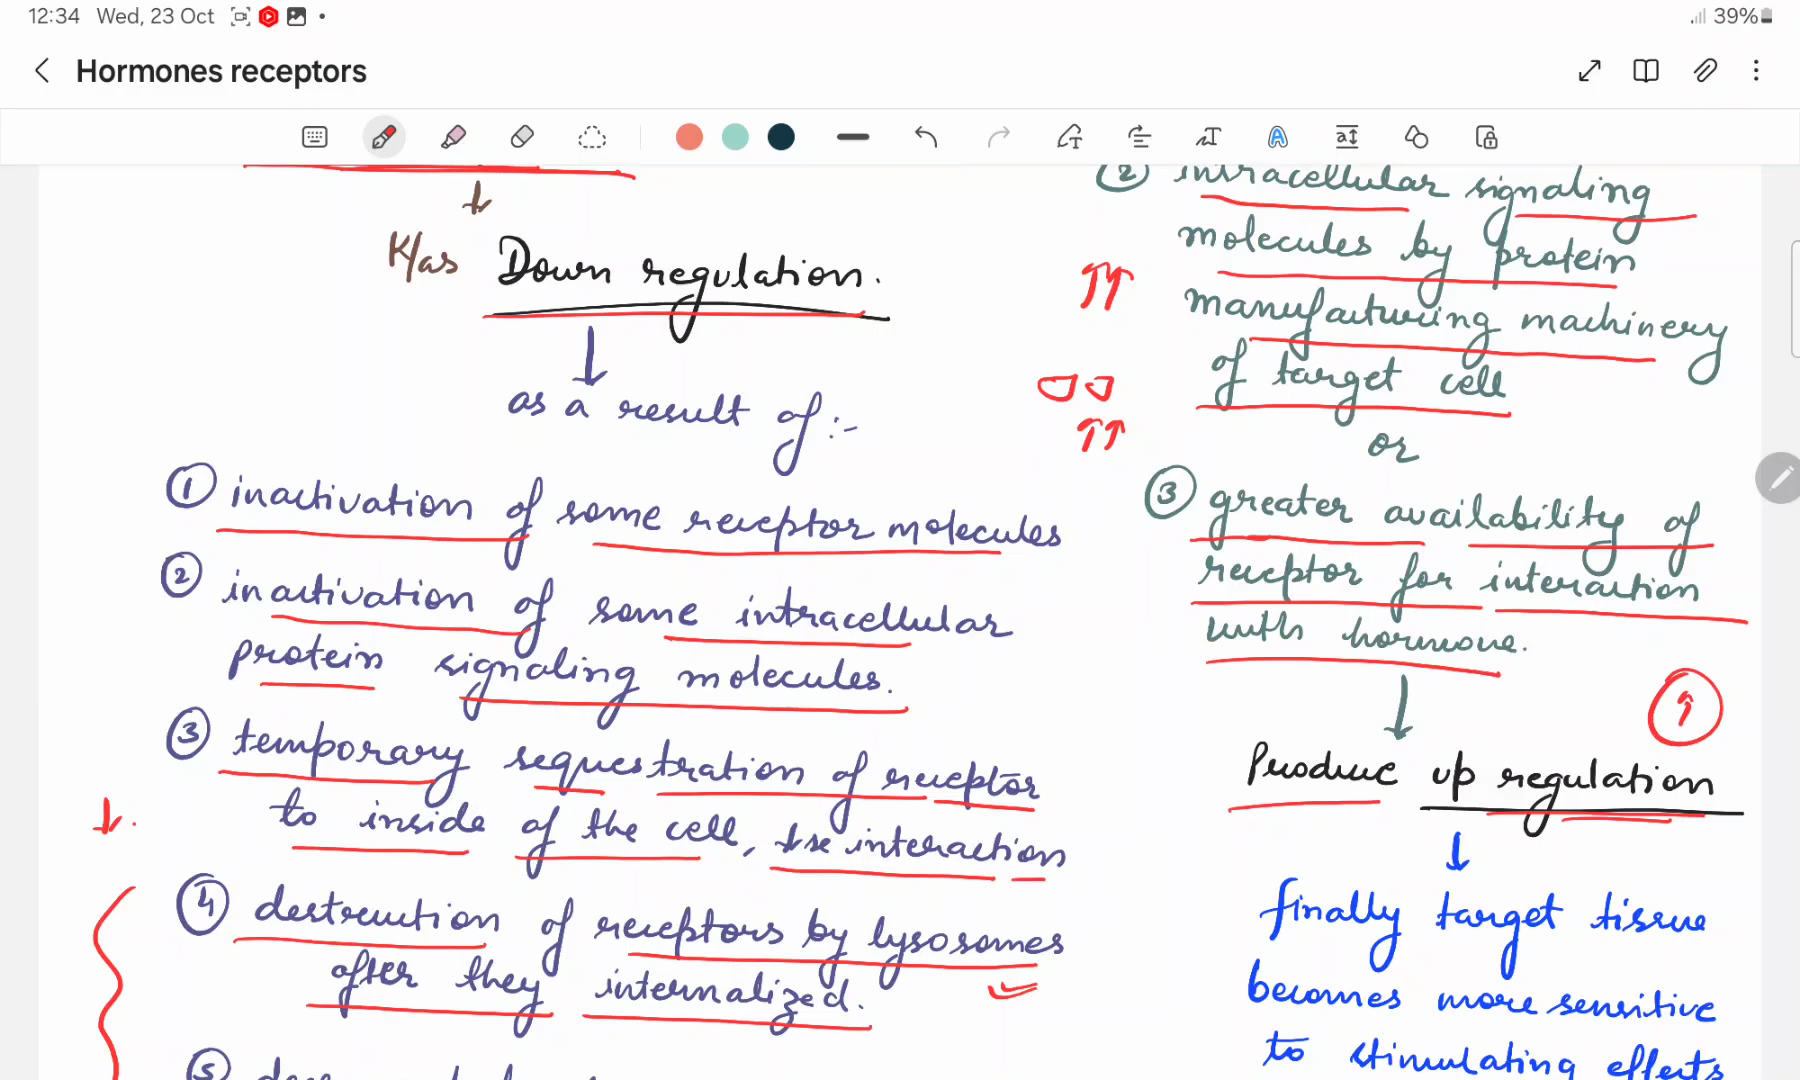 12:34 Wed, 23 Oct
39%
Hormones receptors
K/as Down regulation.
as a result of :-
① inactivation of some receptor molecules
② inactivation of some intracellular
protein signaling molecules.
③ temporary sequestration of receptor
to inside of the cell, interaction
④ destruction of receptors by lysosomes
after they internalized.
⑤
② intracellular signaling
molecules by protein
manufacturing machinery
of target cell
or
③ greater availability of
receptor for interaction
with hormone.
Produce up regulation
finally target tissue
becomes more sensitive
to stimulating effects